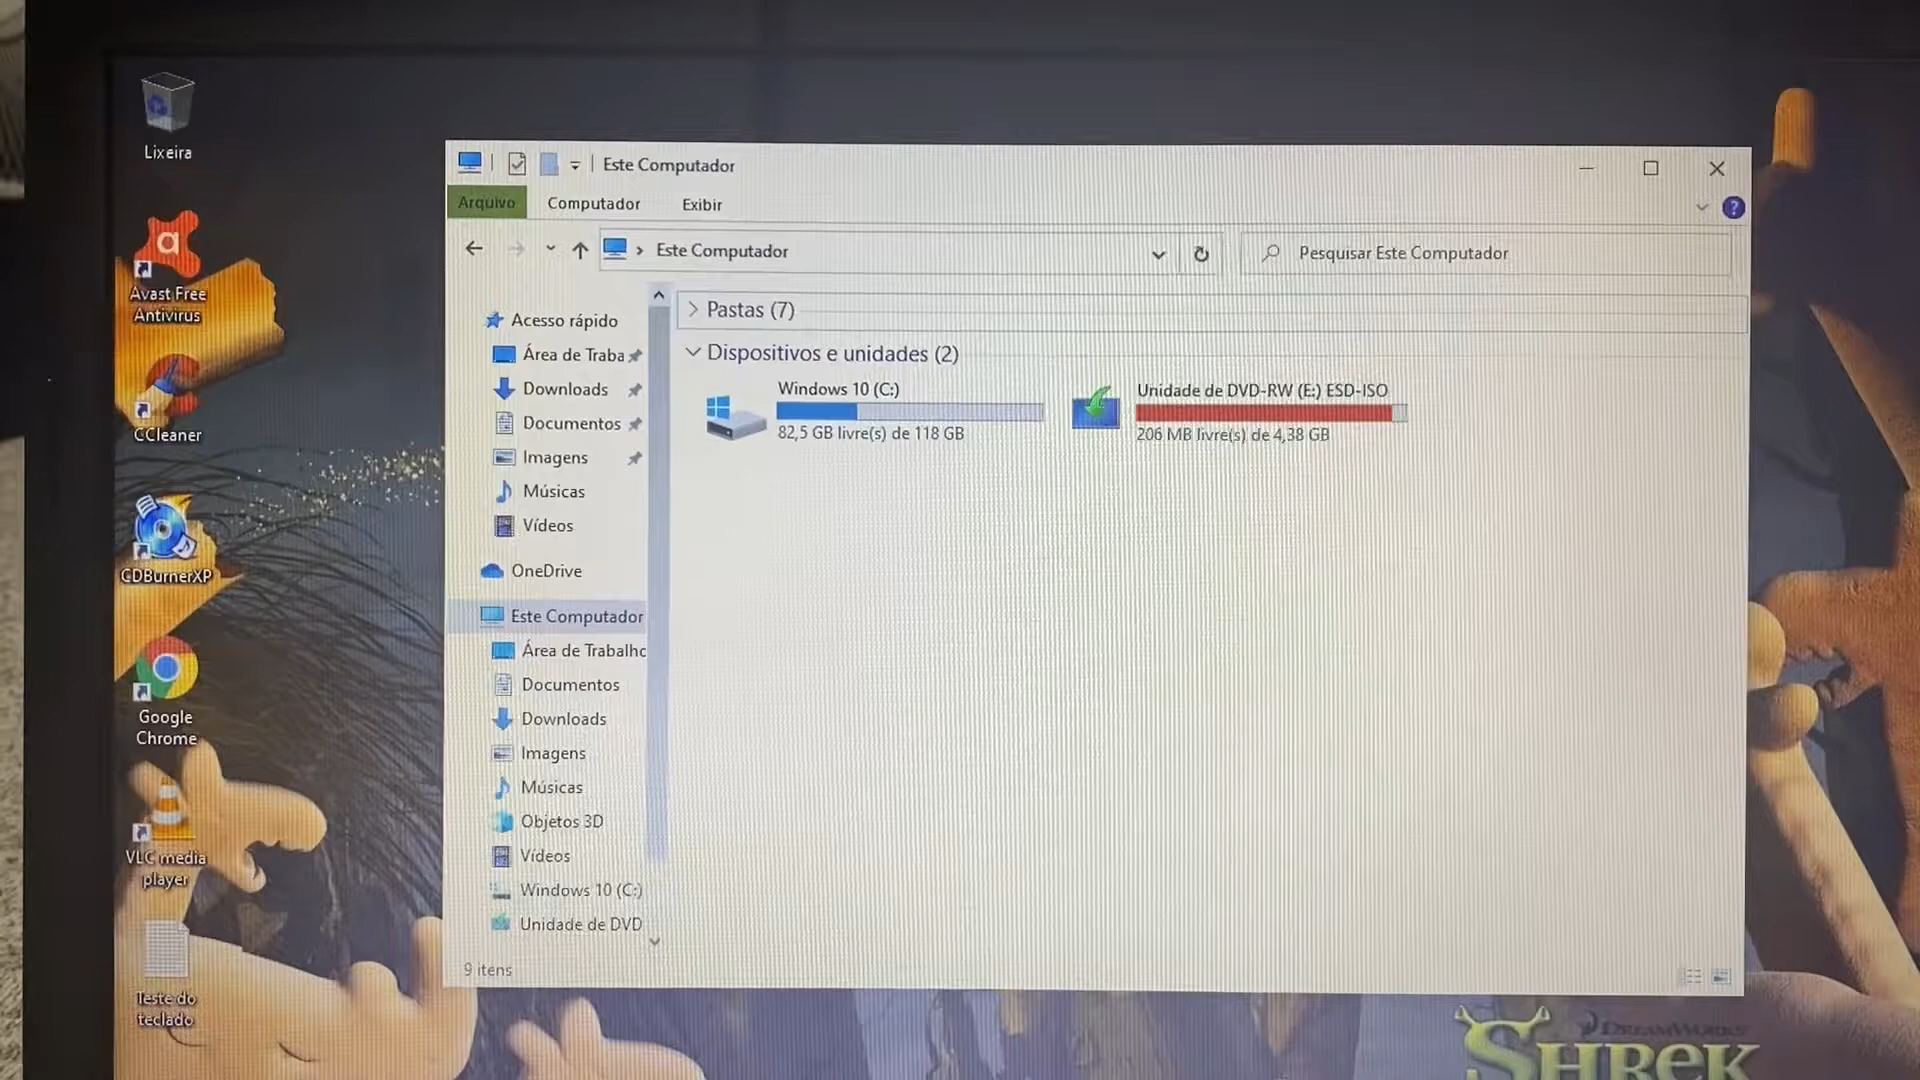 Lixeira
Avast Free
Antivirus
CCleaner
CDBurnerXP
Google
Chrome
VLC media
player
Teste do
teclado
Este Computador
Arquivo
Computador
Exibir
Este Computador
Pesquisar Este Computador
Acesso rápido
Área de Traba
Downloads
Documentos
Imagens
Músicas
Vídeos
OneDrive
Este Computador
Área de Trabalho
Documentos
Downloads
Imagens
Músicas
Objetos 3D
Vídeos
Windows 10 (C:)
Unidade de DVD
Pastas (7)
Dispositivos e unidades (2)
Windows 10 (C:)
82,5 GB livre(s) de 118 GB
Unidade de DVD-RW (E:) ESD-ISO
206 MB livre(s) de 4,38 GB
9 itens
DREAMWORKS
SHREK